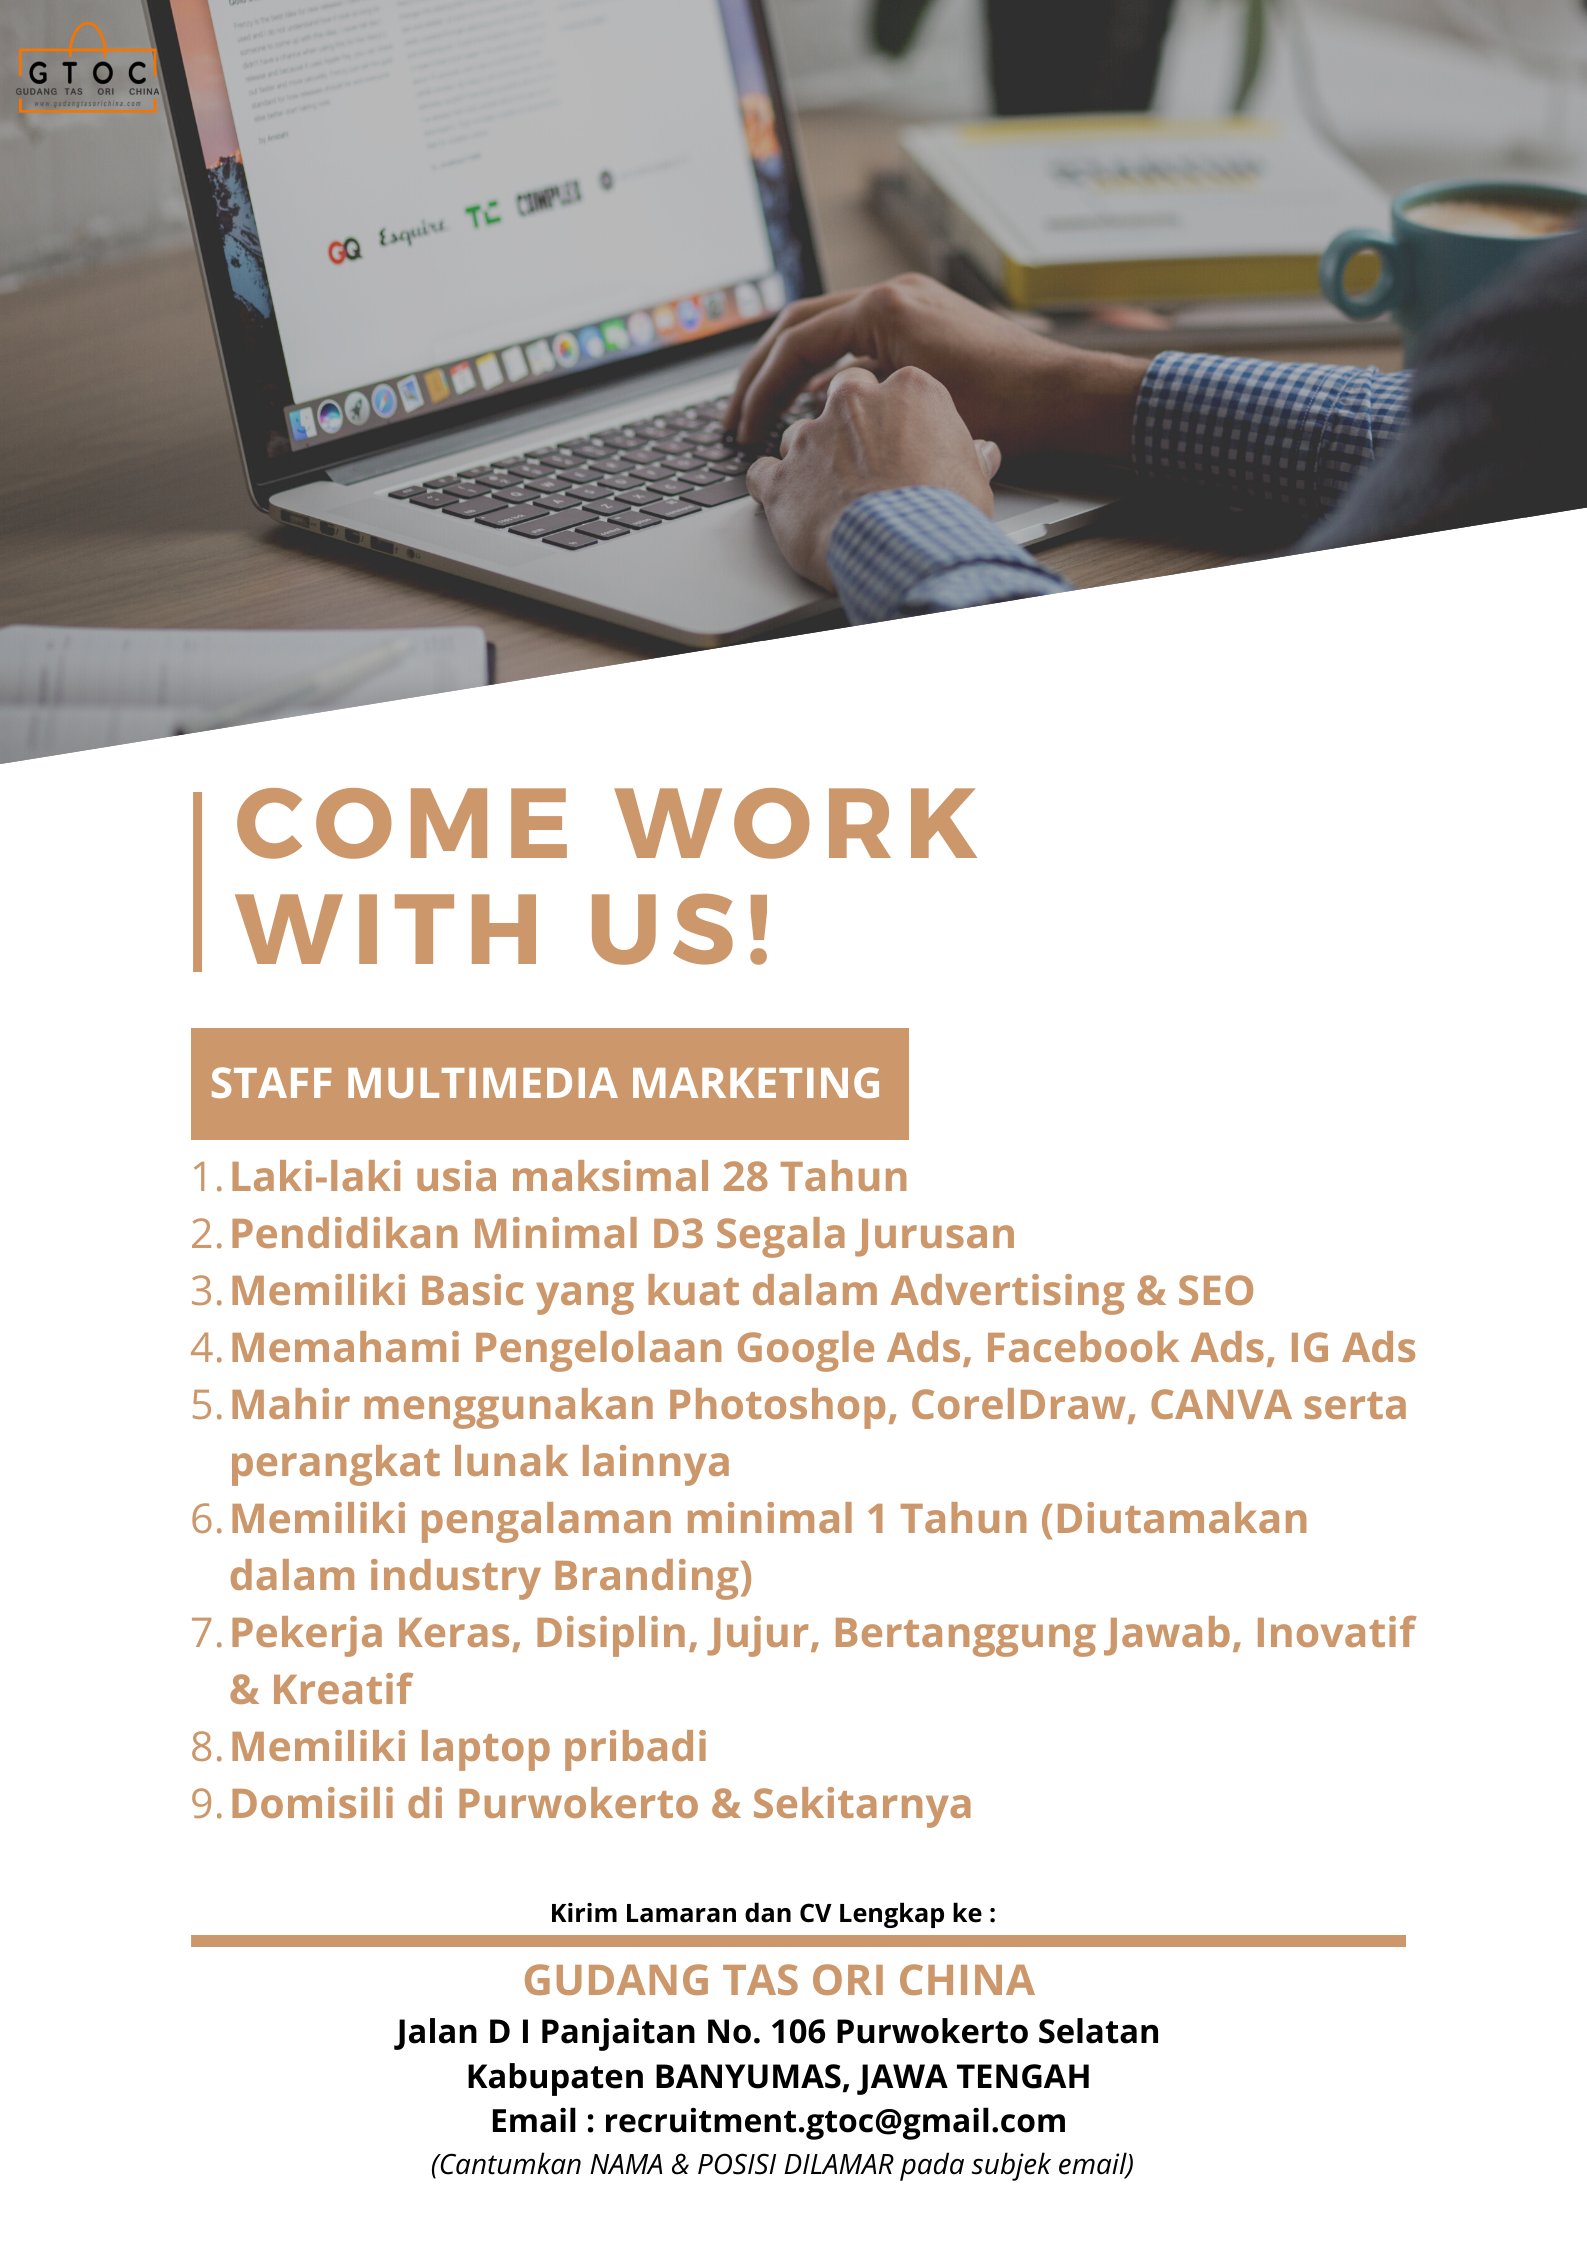 GTOC
GUDANG TAS ORI CHINA
www.gudangtasorichina.com
GQ Esquire TC COMPLEX
COME WORK
WITH US!
STAFF MULTIMEDIA MARKETING
1. Laki-laki usia maksimal 28 Tahun
2. Pendidikan Minimal D3 Segala Jurusan
3. Memiliki Basic yang kuat dalam Advertising & SEO
4. Memahami Pengelolaan Google Ads, Facebook Ads, IG Ads
5. Mahir menggunakan Photoshop, CorelDraw, CANVA serta
perangkat lunak lainnya
6. Memiliki pengalaman minimal 1 Tahun (Diutamakan
dalam industry Branding)
7. Pekerja Keras, Disiplin, Jujur, Bertanggung Jawab, Inovatif
& Kreatif
8. Memiliki laptop pribadi
9. Domisili di Purwokerto & Sekitarnya
Kirim Lamaran dan CV Lengkap ke :
GUDANG TAS ORI CHINA
Jalan D I Panjaitan No. 106 Purwokerto Selatan
Kabupaten BANYUMAS, JAWA TENGAH
Email : recruitment.gtoc@gmail.com
(Cantumkan NAMA & POSISI DILAMAR pada subjek email)